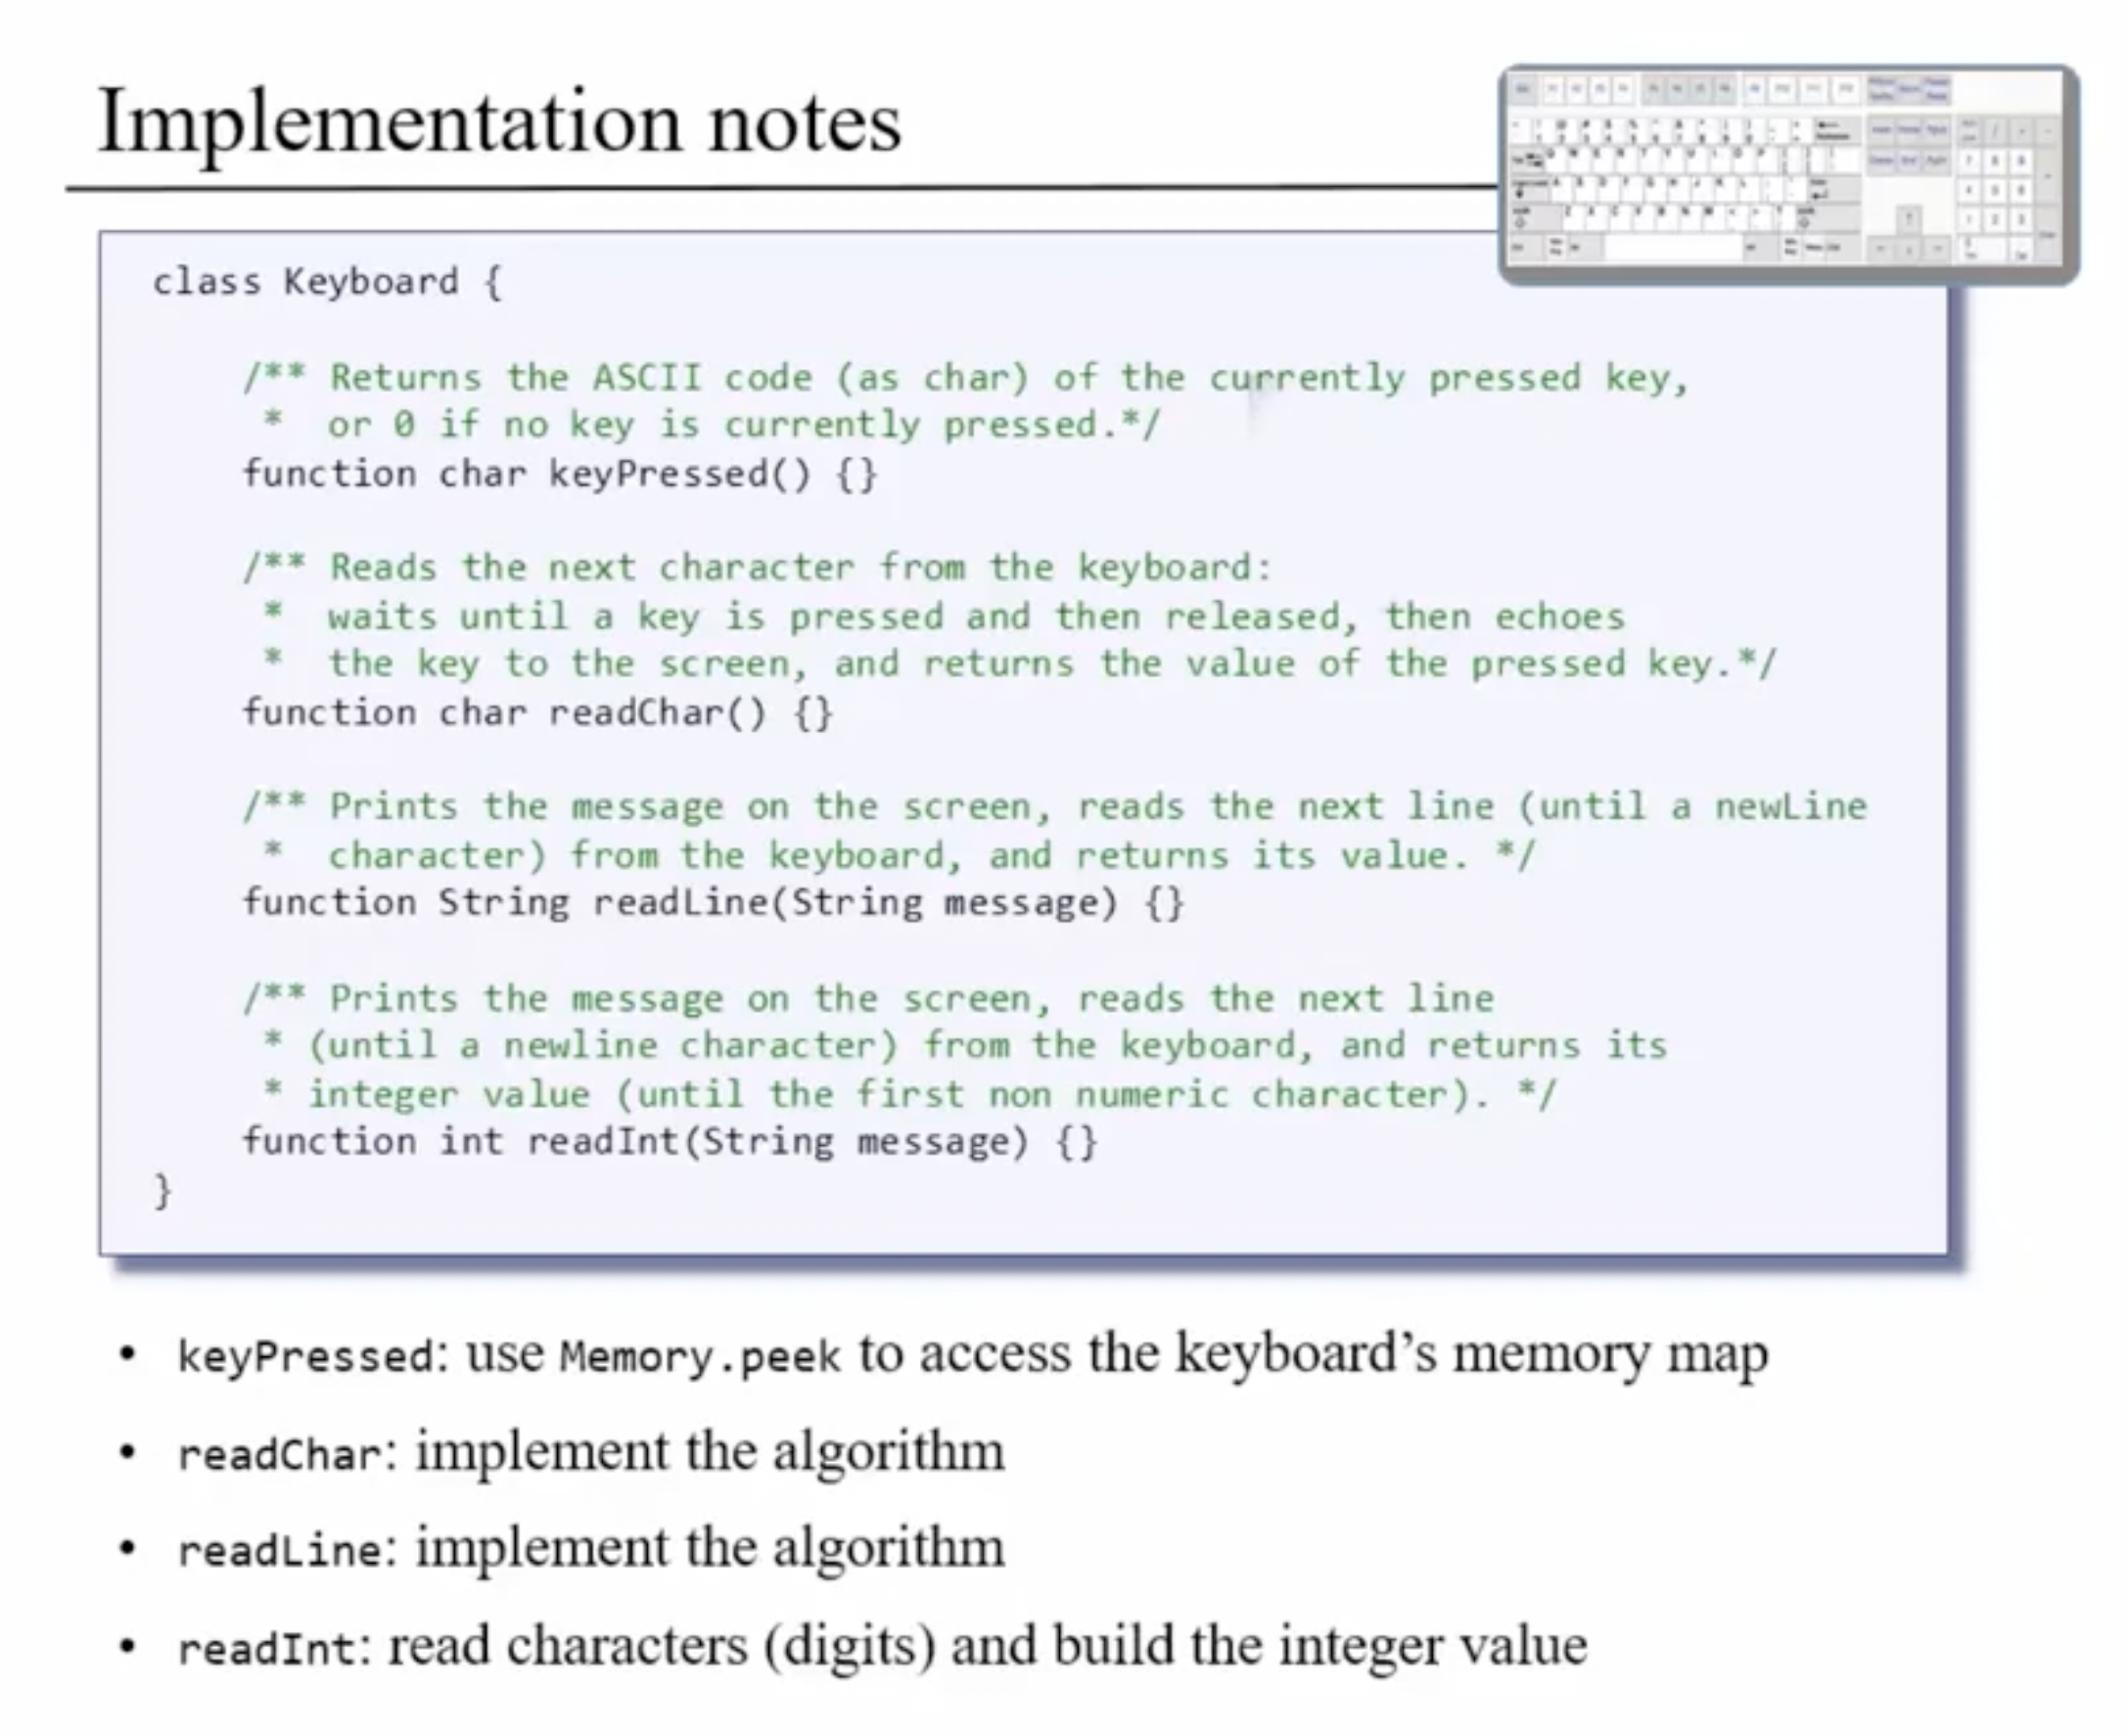 Implementation notes
class Keyboard {
/** Returns the ASCII code (as char) of the currently pressed key,
*  or 0 if no key is currently pressed.*/
function char keyPressed() {}
/** Reads the next character from the keyboard:
*  waits until a key is pressed and then released, then echoes
*  the key to the screen, and returns the value of the pressed key.*/
function char readChar() {}
/** Prints the message on the screen, reads the next line (until a newLine
*  character) from the keyboard, and returns its value. */
function String readLine(String message) {}
/** Prints the message on the screen, reads the next line
* (until a newline character) from the keyboard, and returns its
* integer value (until the first non numeric character). */
function int readInt(String message) {}
}
• keyPressed: use Memory.peek to access the keyboard’s memory map
• readChar: implement the algorithm
• readLine: implement the algorithm
• readInt: read characters (digits) and build the integer value